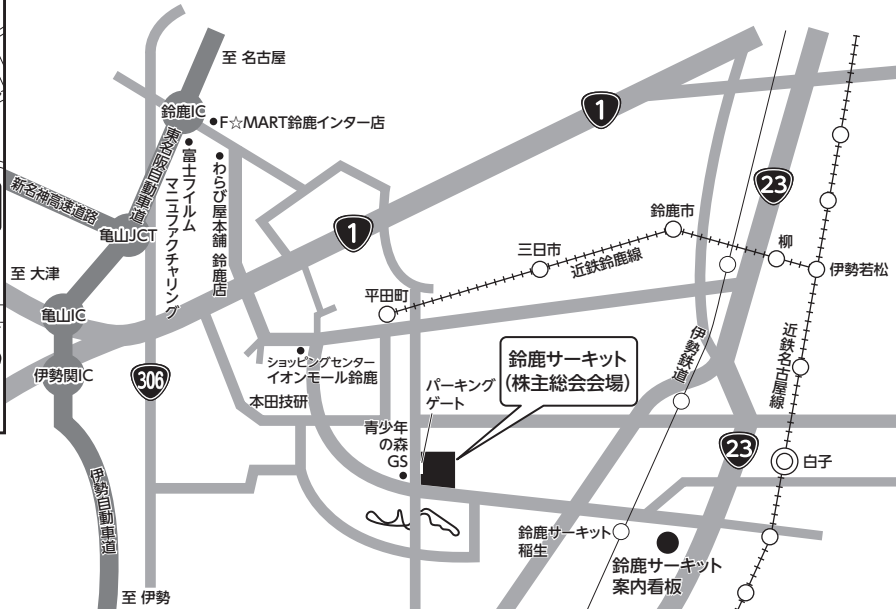 至 名古屋
鈴鹿IC
F☆MART鈴鹿インター店
東名阪自動車道
富士フイルム
マニュファクチャリング
わらび屋本舗 鈴鹿店
新名神高速道路
亀山JCT
至 大津
亀山IC
伊勢関IC
306
1
1
23
鈴鹿市
三日市
近鉄鈴鹿線
柳
伊勢若松
平田町
ショッピングセンター
イオンモール鈴鹿
本田技研
パーキング
ゲート
鈴鹿サーキット
(株主総会会場)
伊勢鉄道
近鉄名古屋線
青少年
の森
GS
23
白子
伊勢自動車道
鈴鹿サーキット
稲生
鈴鹿サーキット
案内看板
至 伊勢